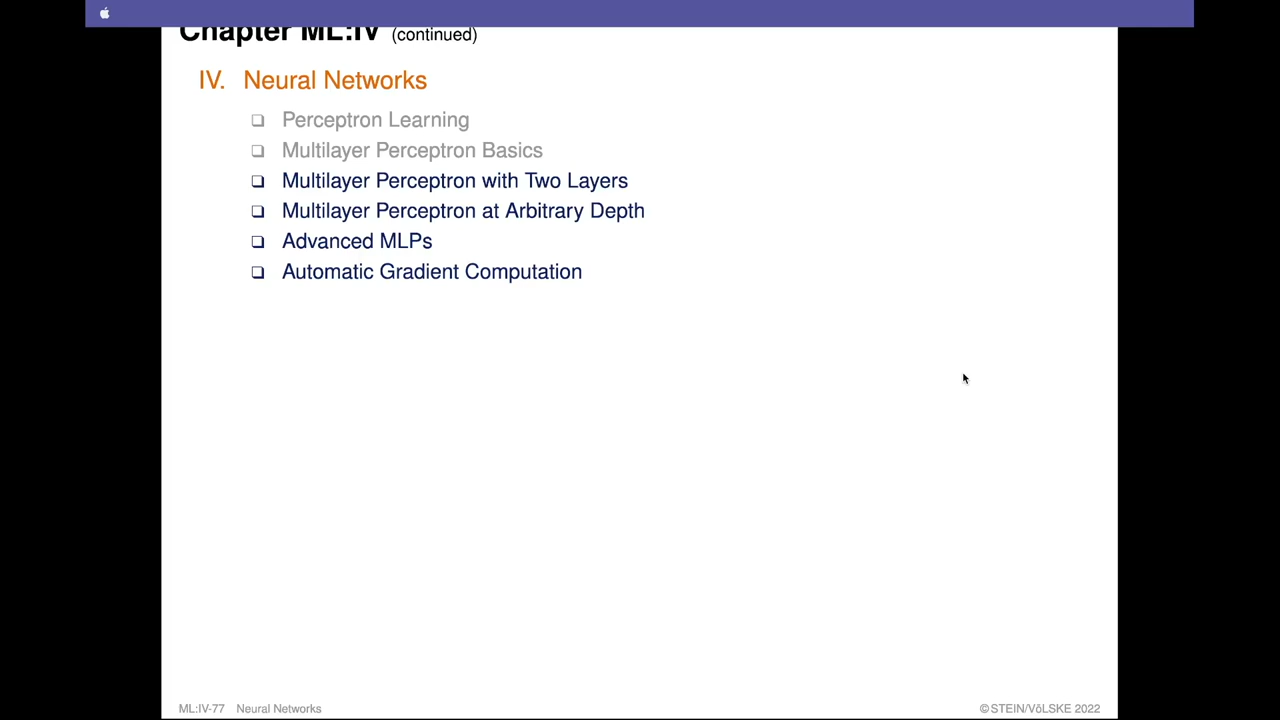 Chapter ML:IV (continued)
IV. Neural Networks
❑ Perceptron Learning
❑ Multilayer Perceptron Basics
❑ Multilayer Perceptron with Two Layers
❑ Multilayer Perceptron at Arbitrary Depth
❑ Advanced MLPs
❑ Automatic Gradient Computation
ML:IV-77 Neural Networks
©STEIN/VÖLSKE 2022